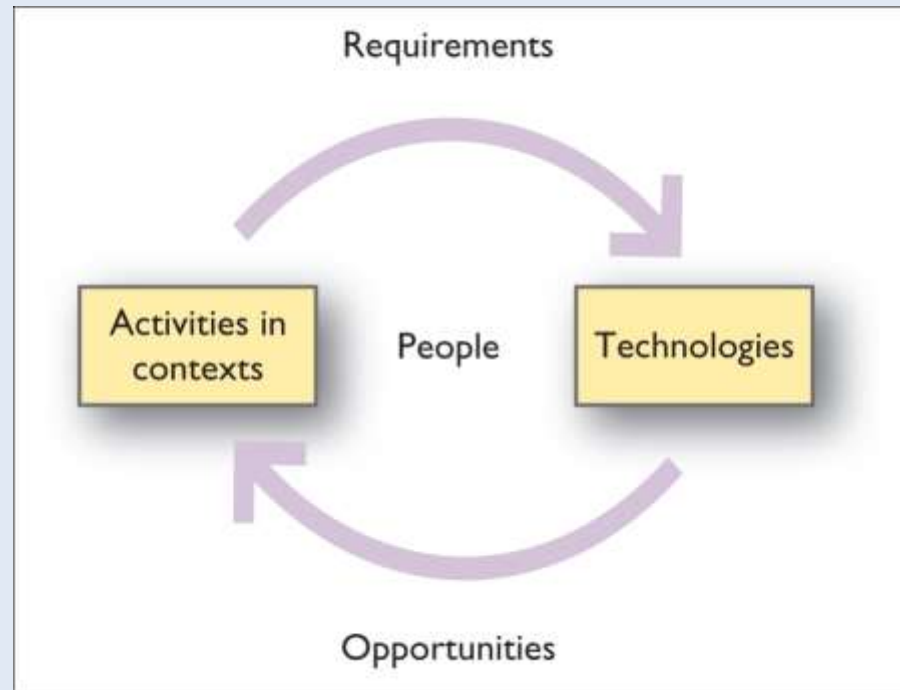 Requirements
Activities in
contexts
People
Technologies
Opportunities